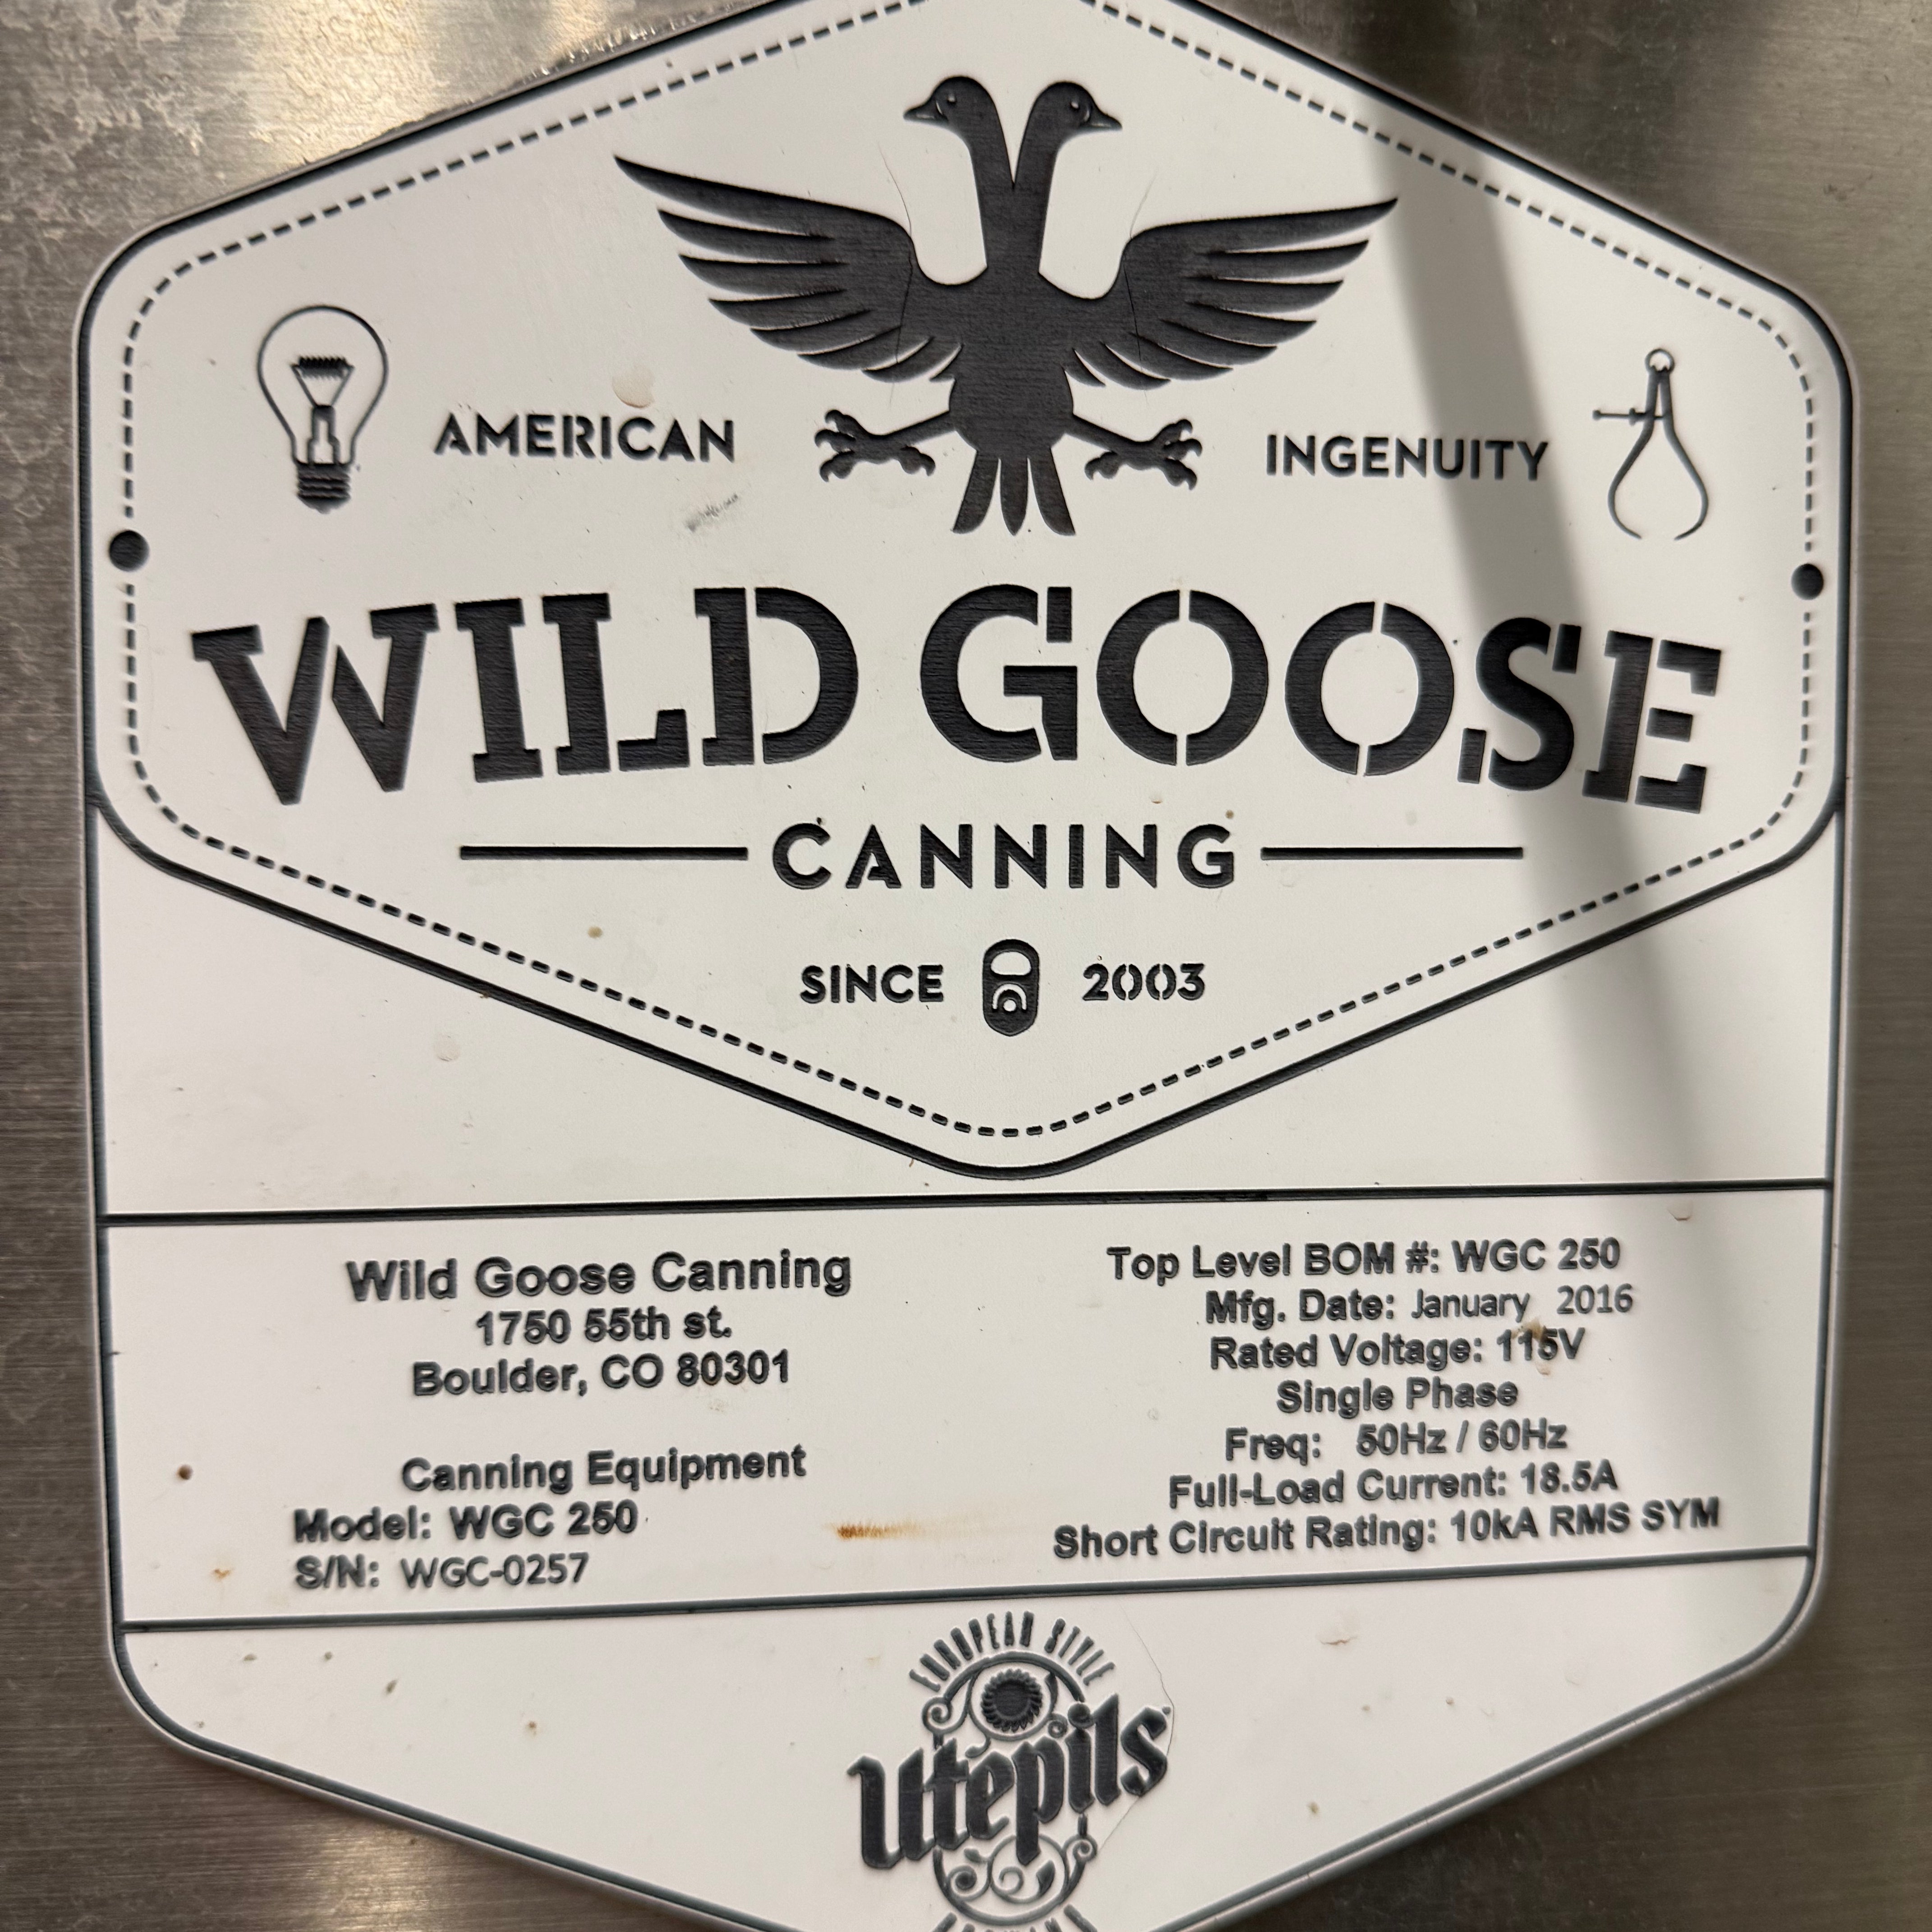 AMERICAN INGENUITY
WILD GOOSE
CANNING
SINCE 2003
Wild Goose Canning
1750 55th st.
Boulder, CO 80301
Canning Equipment
Model: WGC 250
S/N: WGC-0257
Top Level BOM #: WGC 250
Mfg. Date: January 2016
Rated Voltage: 115V
Single Phase
Freq: 50Hz / 60Hz
Full-Load Current: 18.5A
Short Circuit Rating: 10kA RMS SYM
EUROPEAN STYLE
Utepils